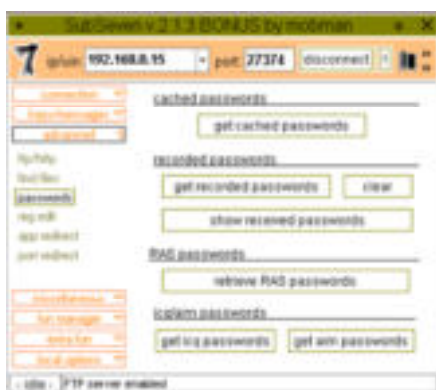 SubSeven v.2.1.3 BONUS by mobman
ip/uin: 192.168.0.15 port: 27374 disconnect
connection
keys/messages
advanced
ftp/http
find files
passwords
reg edit
app redirect
port redirect
miscellaneous
fun manager
extra fun
local options
cached passwords
get cached passwords
recorded passwords
get recorded passwords clear
show received passwords
RAS passwords
retrieve RAS passwords
icq/aim passwords
get icq passwords get aim passwords
- idle - FTP server enabled